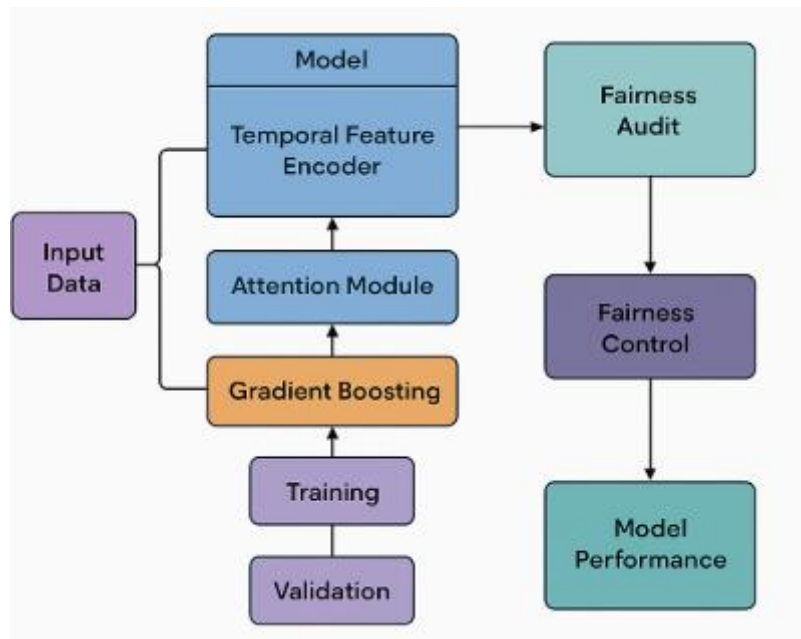 Model
Temporal Feature
Encoder
Fairness
Audit
Input
Data
Attention Module
Fairness
Control
Gradient Boosting
Training
Model
Performance
Validation